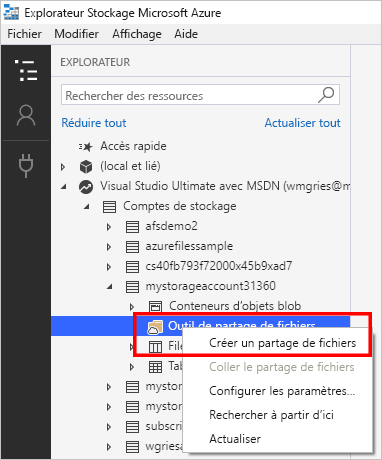 Explorateur Stockage Microsoft Azure
Fichier Modifier Affichage Aide
EXPLORATEUR
Rechercher des ressources
Réduire tout Actualiser tout
Accès rapide
(local et lié)
Visual Studio Ultimate avec MSDN (wmgries@m
Comptes de stockage
afsdemo2
azurefilessample
cs40fb793f72000x45b9xad7
mystorageaccount31360
Conteneurs d'objets blob
Outil de partage de fichiers
File
Créer un partage de fichiers
Tab
Coller le partage de fichiers
mystor
Configurer les paramètres...
mystor
Rechercher à partir d'ici
subscri
Actualiser
wgries